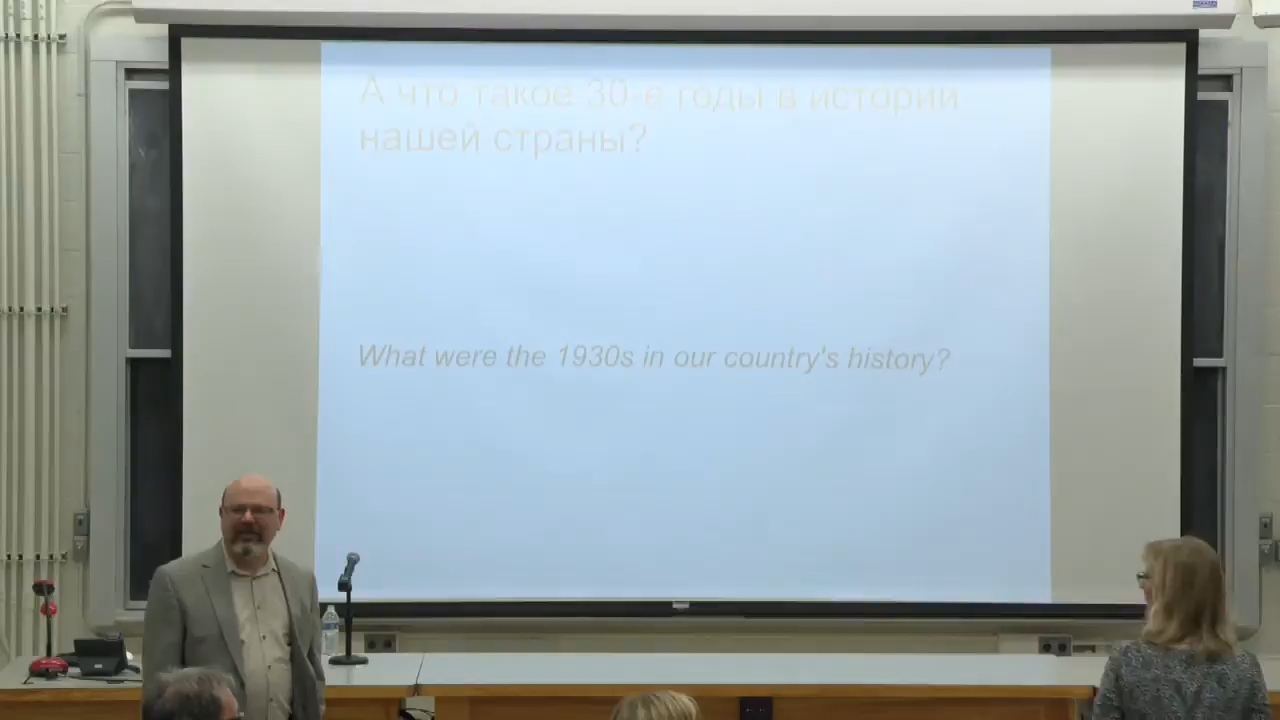 А что такое 30-е годы в истории
нашей страны?
What were the 1930s in our country's history?